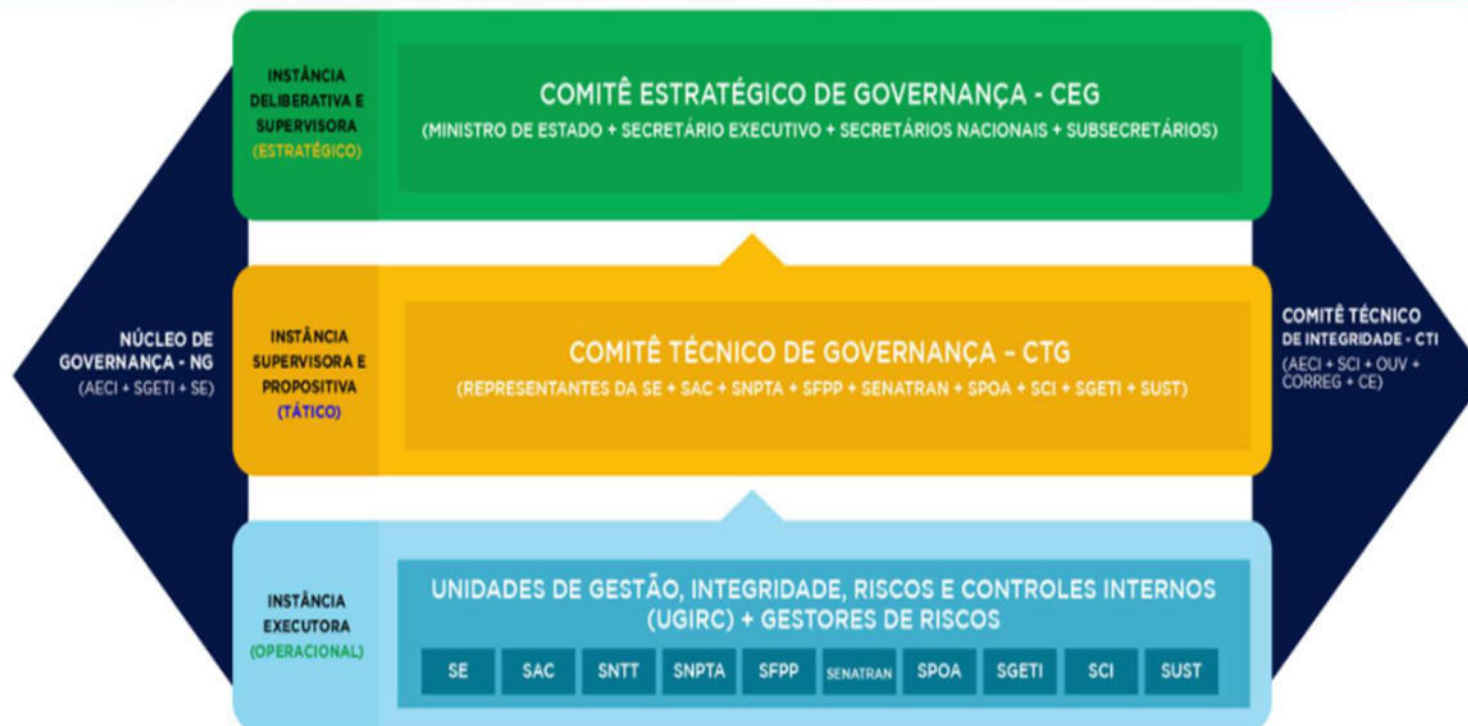 INSTÂNCIA
DELIBERATIVA E
SUPERVISORA
(ESTRATÉGICO)
COMITÊ ESTRATÉGICO DE GOVERNANÇA - CEG
(MINISTRO DE ESTADO + SECRETÁRIO EXECUTIVO + SECRETÁRIOS NACIONAIS + SUBSECRETÁRIOS)
NÚCLEO DE
GOVERNANÇA - NG
(AECI + SGETI + SE)
INSTÂNCIA
SUPERVISORA E
PROPOSITIVA
(TÁTICO)
COMITÊ TÉCNICO DE GOVERNANÇA – CTG
(REPRESENTANTES DA SE + SAC + SNPTA + SFPP + SENATRAN + SPOA + SCI + SGETI + SUST)
COMITÊ TÉCNICO
DE INTEGRIDADE - CTI
(AECI + SCI + OUV +
CORREG + CE)
INSTÂNCIA
EXECUTORA
(OPERACIONAL)
UNIDADES DE GESTÃO, INTEGRIDADE, RISCOS E CONTROLES INTERNOS
(UGIRC) + GESTORES DE RISCOS
SE SAC SNTT SNPTA SFPP SENATRAN SPOA SGETI SCI SUST